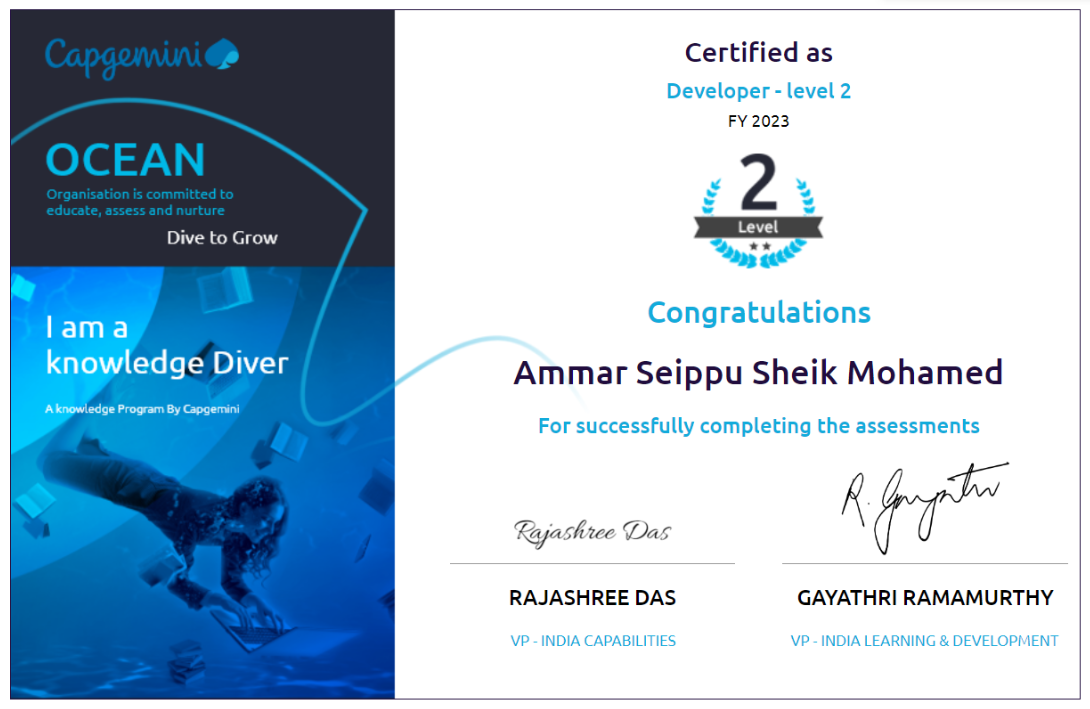 Capgemini
OCEAN
Organisation is committed to
educate, assess and nurture
Dive to Grow
I am a
knowledge Diver
A knowledge Program By Capgemini
Certified as
Developer - level 2
FY 2023
2
Level
Congratulations
Ammar Seippu Sheik Mohamed
For successfully completing the assessments
Rajashree Das
R. Gayathri
RAJASHREE DAS
GAYATHRI RAMAMURTHY
VP - INDIA CAPABILITIES
VP - INDIA LEARNING & DEVELOPMENT